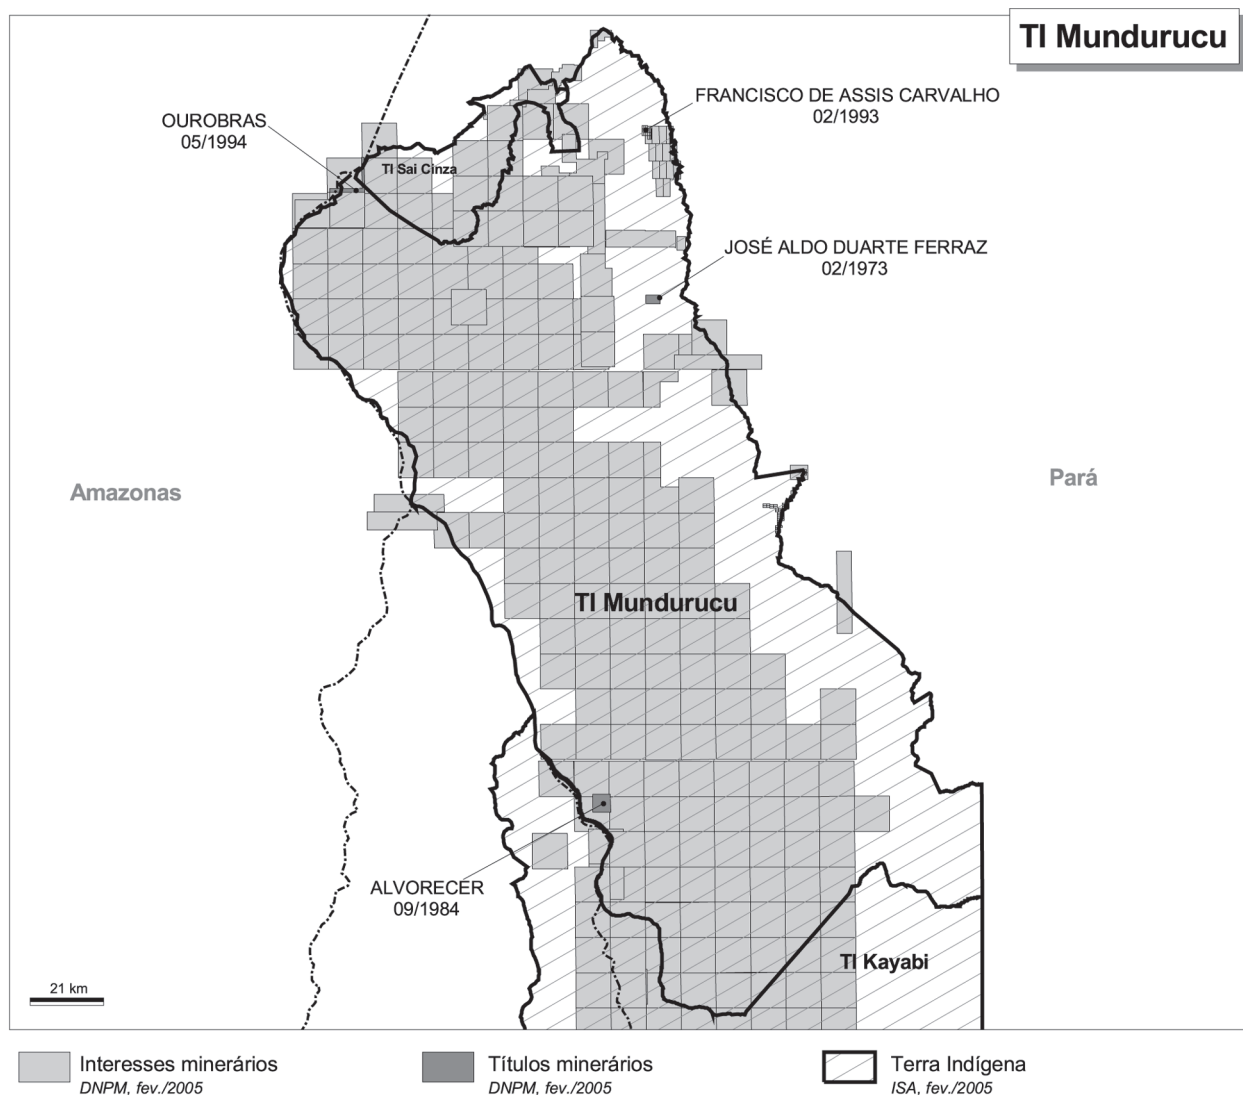 TI Mundurucu
FRANCISCO DE ASSIS CARVALHO
02/1993
OUROBRAS
05/1994
TI Sai Cinza
JOSÉ ALDO DUARTE FERRAZ
02/1973
Amazonas
Pará
TI Mundurucu
ALVORECER
09/1984
TI Kayabi
21 km
Interesses minerários
DNPM, fev./2005
Títulos minerários
DNPM, fev./2005
Terra Indígena
ISA, fev./2005